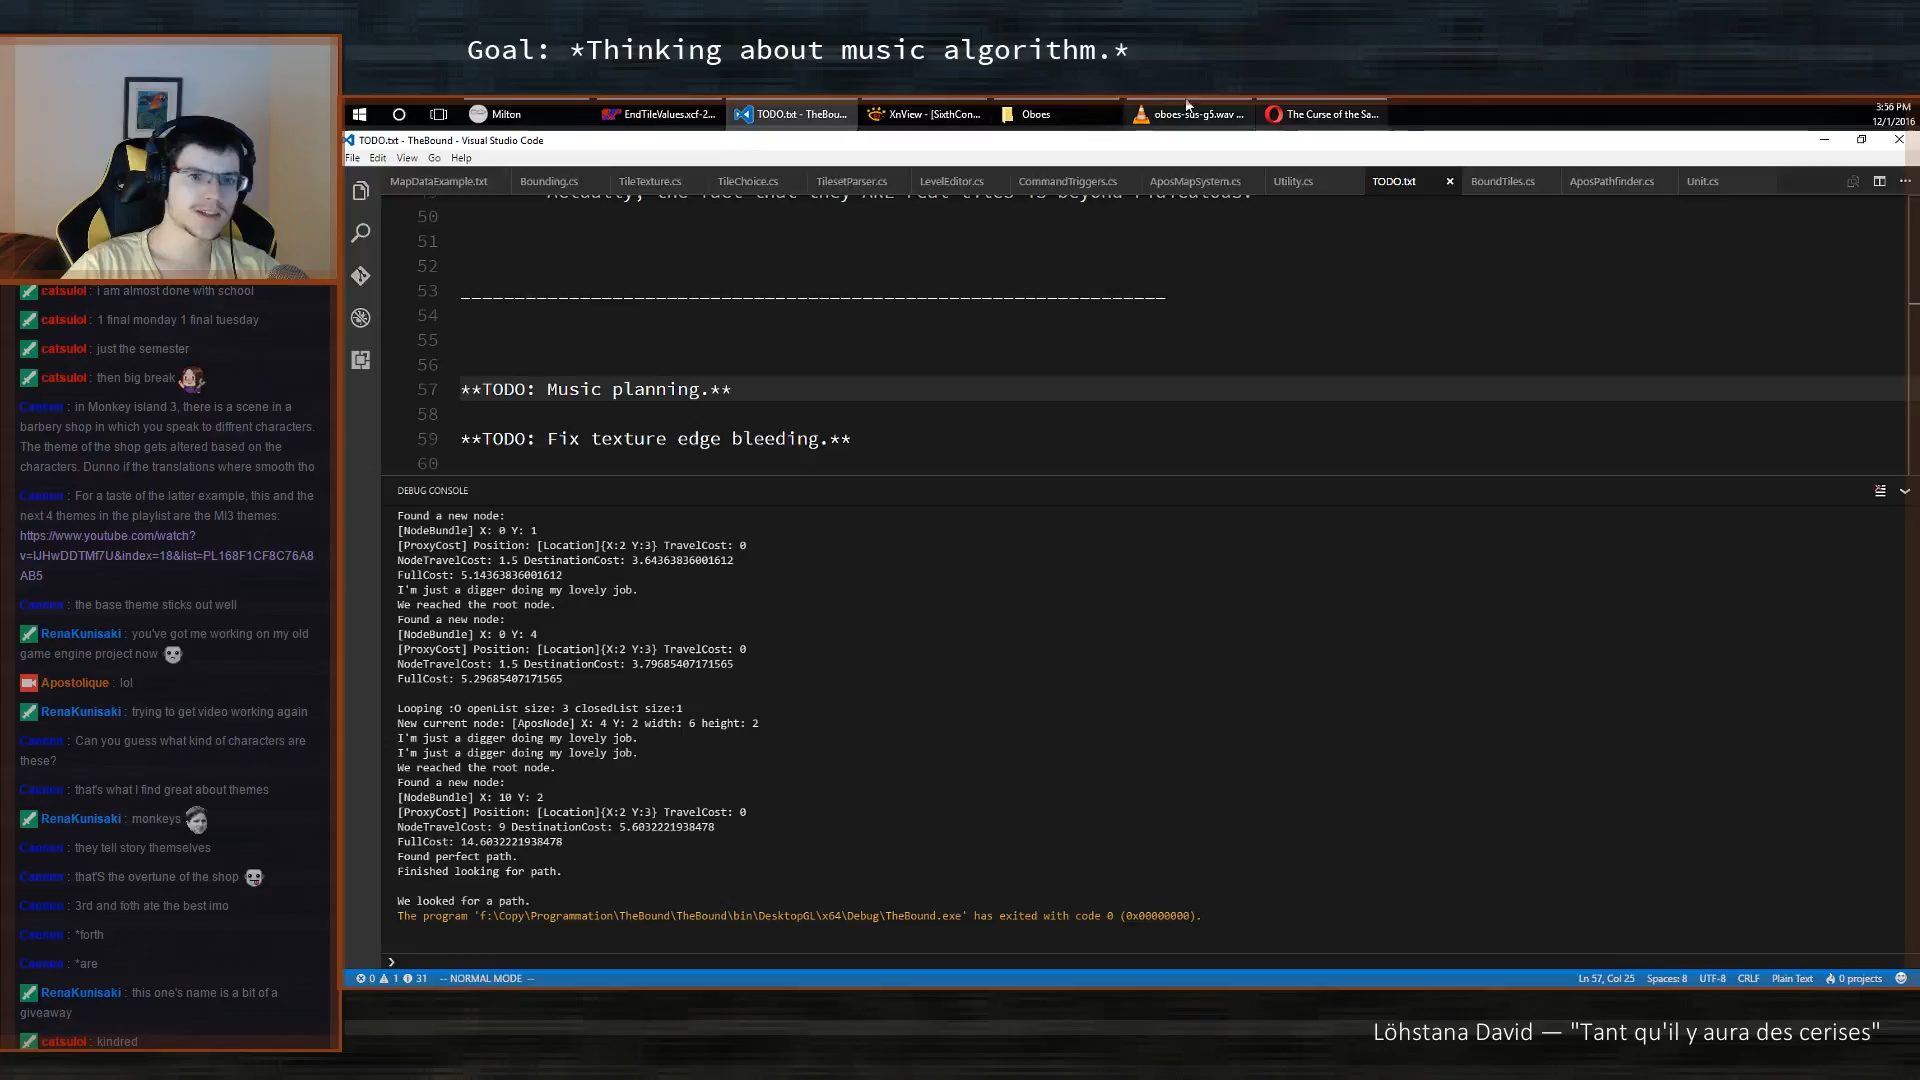 Goal: *Thinking about music algorithm.*
Milton
EndTileValues.xcf-2...
TODO.txt - TheBou...
XnView - [SixthCon...
Oboes
oboes-sus-g5.wav ...
The Curse of the Sa...
3:56 PM
12/1/2016
TODO.txt - TheBound - Visual Studio Code
File Edit View Go Help
MapDataExample.txt
Bounding.cs
TileTexture.cs
TileChoice.cs
TilesetParser.cs
LevelEditor.cs
CommandTriggers.cs
AposMapSystem.cs
Utility.cs
TODO.txt
BoundTiles.cs
AposPathfinder.cs
Unit.cs
Actually, the fact that they ARE real tiles is beyond ridiculous.
50
51
52
53 _________________________________________________________________
54
55
56
57 **TODO: Music planning.**
58
59 **TODO: Fix texture edge bleeding.**
60
DEBUG CONSOLE
Found a new node:
[NodeBundle] X: 0 Y: 1
[ProxyCost] Position: [Location]{X:2 Y:3} TravelCost: 0
NodeTravelCost: 1.5 DestinationCost: 3.64363836001612
FullCost: 5.14363836001612
I'm just a digger doing my lovely job.
We reached the root node.
Found a new node:
[NodeBundle] X: 0 Y: 4
[ProxyCost] Position: [Location]{X:2 Y:3} TravelCost: 0
NodeTravelCost: 1.5 DestinationCost: 3.79685407171565
FullCost: 5.29685407171565
Looping :O openList size: 3 closedList size:1
New current node: [AposNode] X: 4 Y: 2 width: 6 height: 2
I'm just a digger doing my lovely job.
I'm just a digger doing my lovely job.
We reached the root node.
Found a new node:
[NodeBundle] X: 10 Y: 2
[ProxyCost] Position: [Location]{X:2 Y:3} TravelCost: 0
NodeTravelCost: 9 DestinationCost: 5.6032221938478
FullCost: 14.6032221938478
Found perfect path.
Finished looking for path.
We looked for a path.
The program 'f:\Copy\Programmation\TheBound\TheBound\bin\DesktopGL\x64\Debug\TheBound.exe' has exited with code 0 (0x00000000).
0 1 31 -- NORMAL MODE --
Ln 57, Col 25 Spaces: 8 UTF-8 CRLF Plain Text 0 projects
catsulol : i am almost done with school
catsulol : 1 final monday 1 final tuesday
catsulol : just the semester
catsulol : then big break
: in Monkey island 3, there is a scene in a
barbery shop in which you speak to diffrent characters.
The theme of the shop gets altered based on the
characters. Dunno if the translations where smooth tho
: For a taste of the latter example, this and the
next 4 themes in the playlist are the MI3 themes:
https://www.youtube.com/watch?
v=IJHwDDTMf7U&index=18&list=PL168F1CF8C76A8
AB5
: the base theme sticks out well
RenaKunisaki : you've got me working on my old
game engine project now
Apostolique : lol
RenaKunisaki : trying to get video working again
: Can you guess what kind of characters are
these?
: that's what I find great about themes
RenaKunisaki : monkeys
: they tell story themselves
: that'S the overtune of the shop
: 3rd and foth ate the best imo
: *forth
: *are
RenaKunisaki : this one's name is a bit of a
giveaway
catsulol : kindred
Löhstana David — "Tant qu'il y aura des cerises"